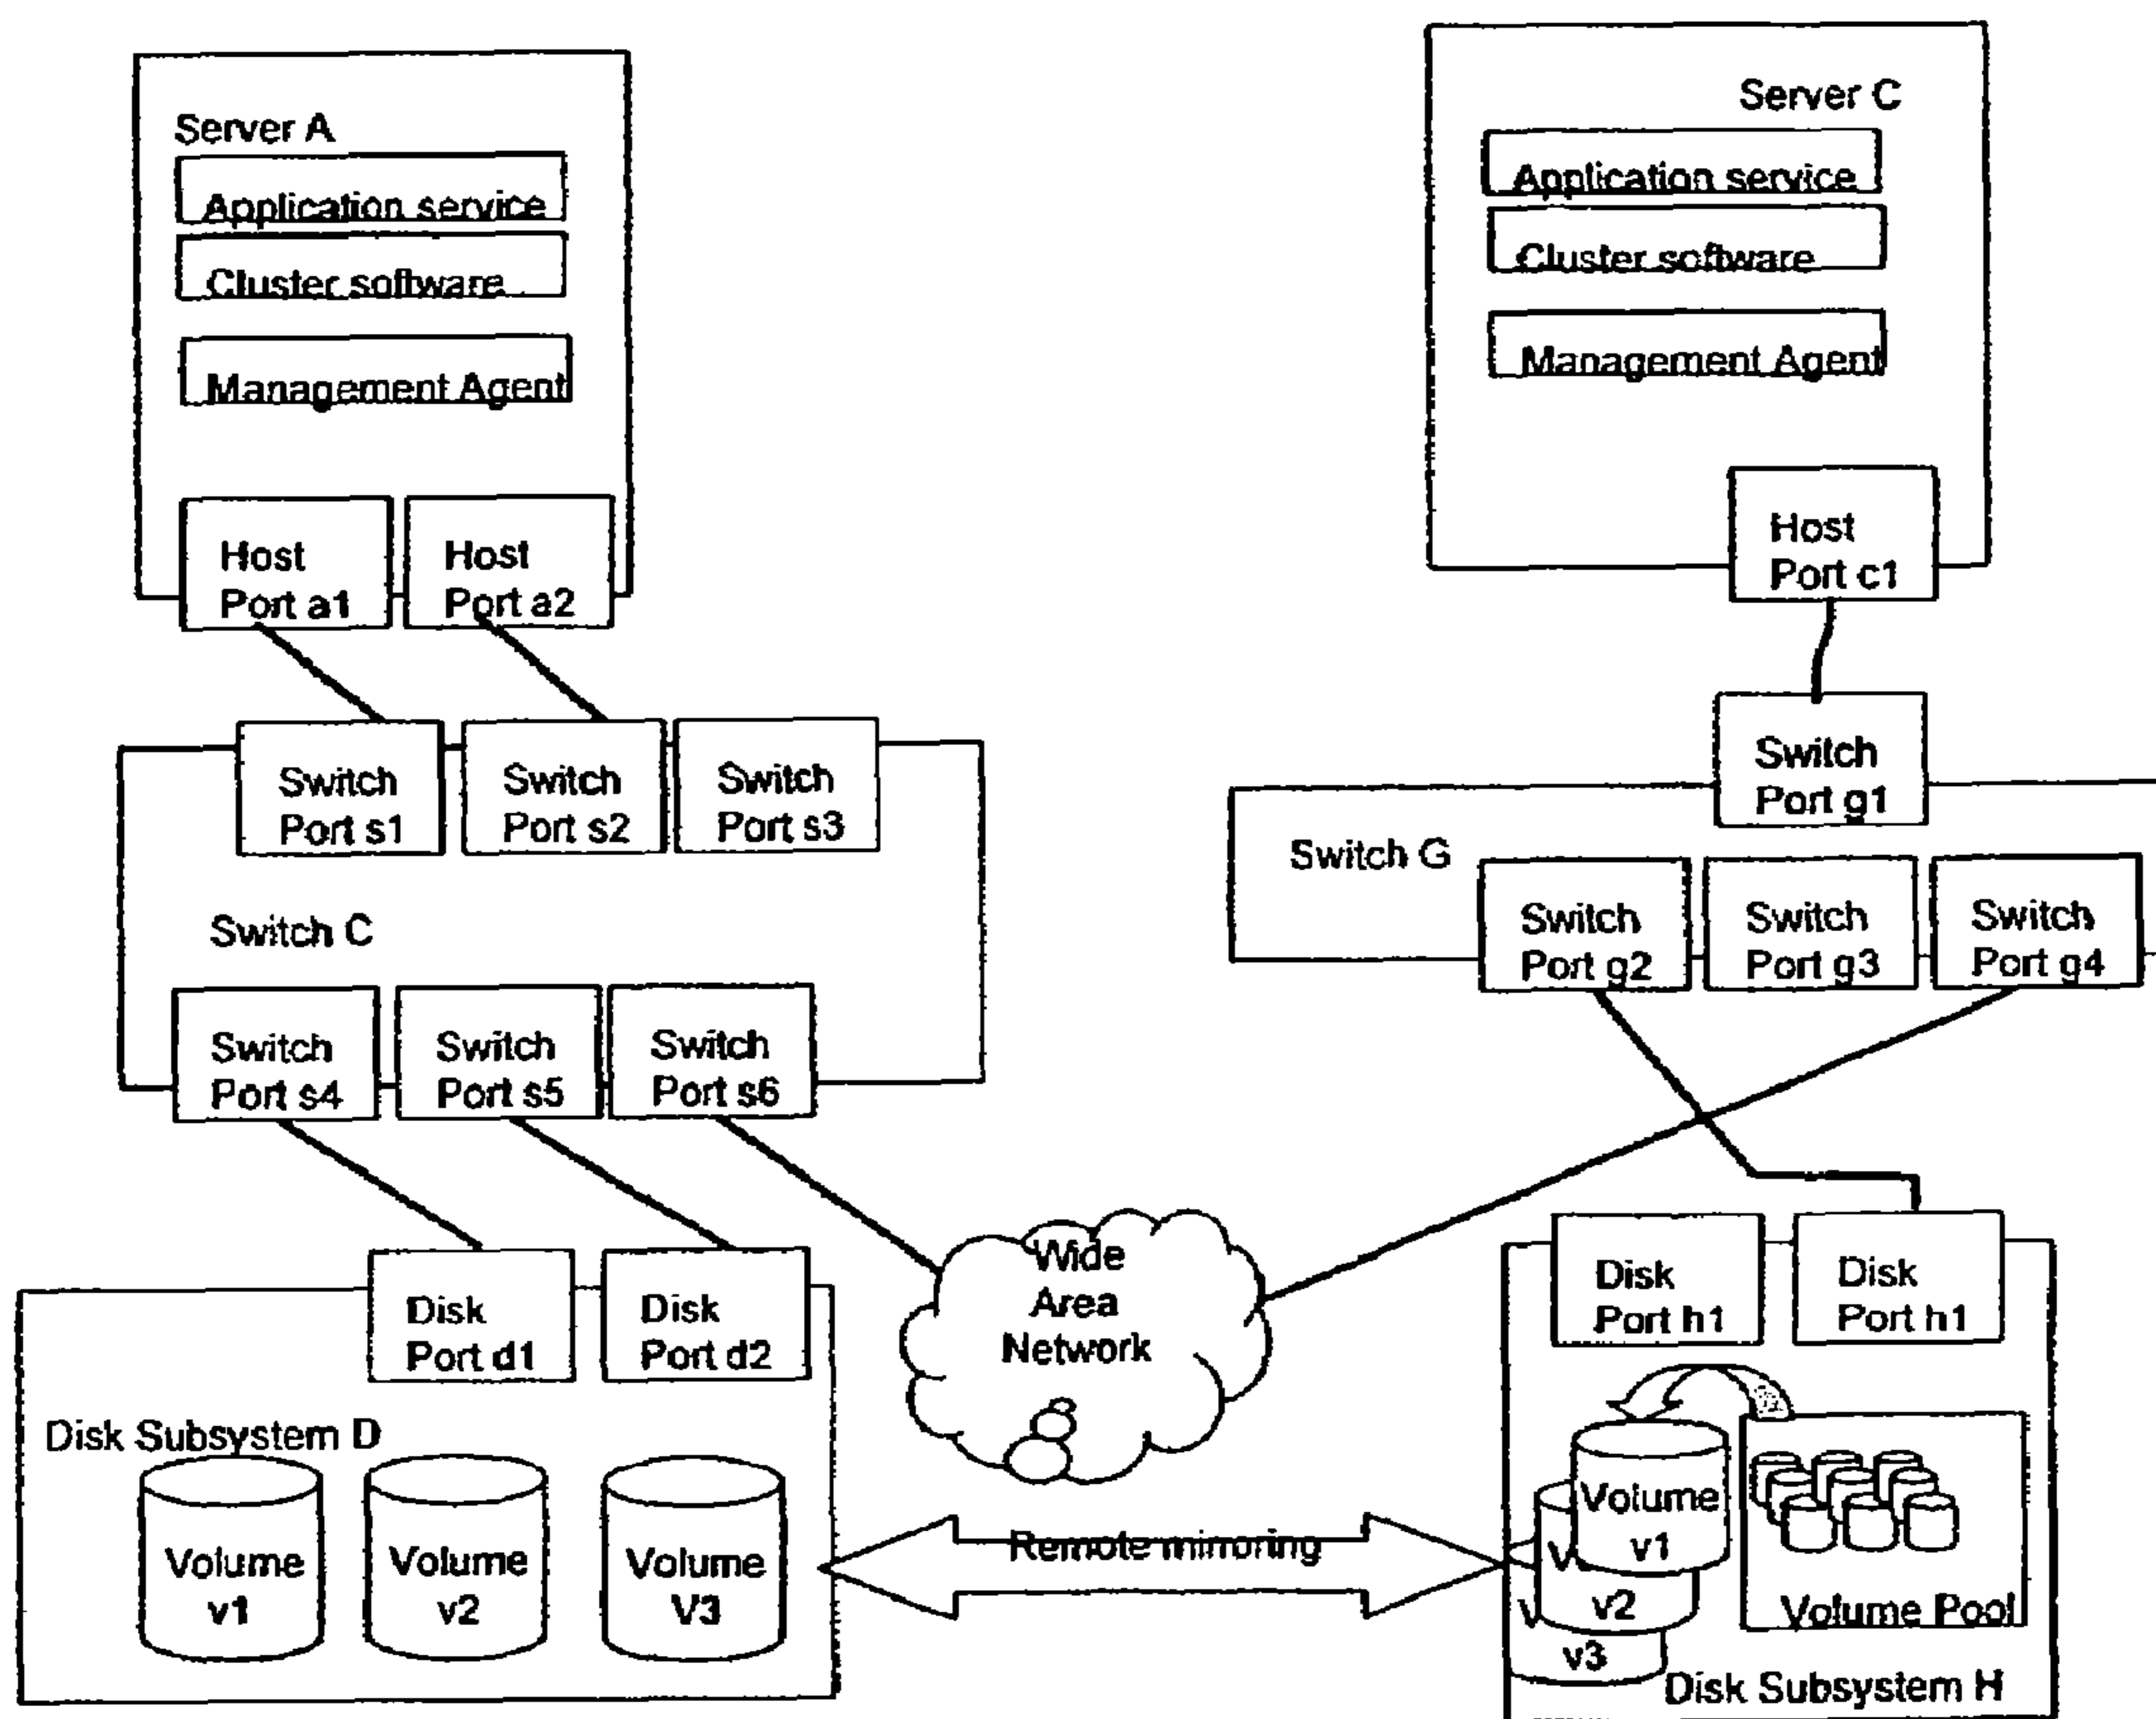 Server A
Application service
Cluster software
Management Agent
Host
Port a1
Host
Port a2
Server C
Application service
Cluster software
Management Agent
Host
Port c1
Switch
Port s1
Switch
Port s2
Switch
Port s3
Switch C
Switch
Port s4
Switch
Port s5
Switch
Port s6
Switch
Port g1
Switch G
Switch
Port g2
Switch
Port g3
Switch
Port g4
Wide
Area
Network
Disk
Port d1
Disk
Port d2
Disk Subsystem D
Volume
v1
Volume
v2
Volume
V3
Remote mirroring
Disk
Port h1
Disk
Port h1
Volume
v1
V
v2
V
v3
Volume Pool
Disk Subsystem H